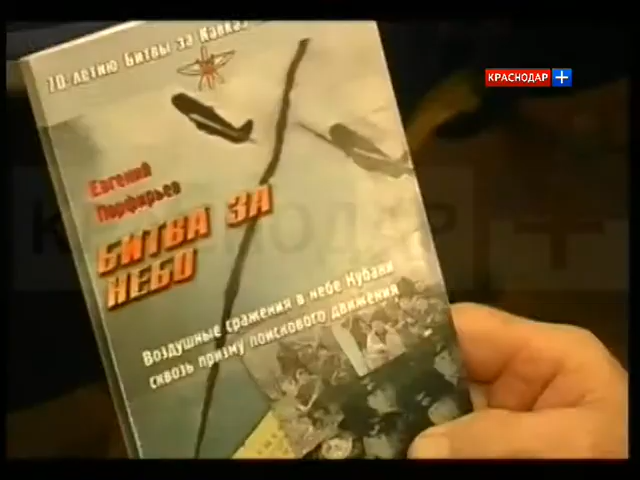 70-летию Битвы за Кавказ
КРАСНОДАР +
Евгений
Порфирьев
БИТВА ЗА
НЕБО
Воздушные сражения в небе Кубани
сквозь призму поискового движения
КРАСНОДАР +